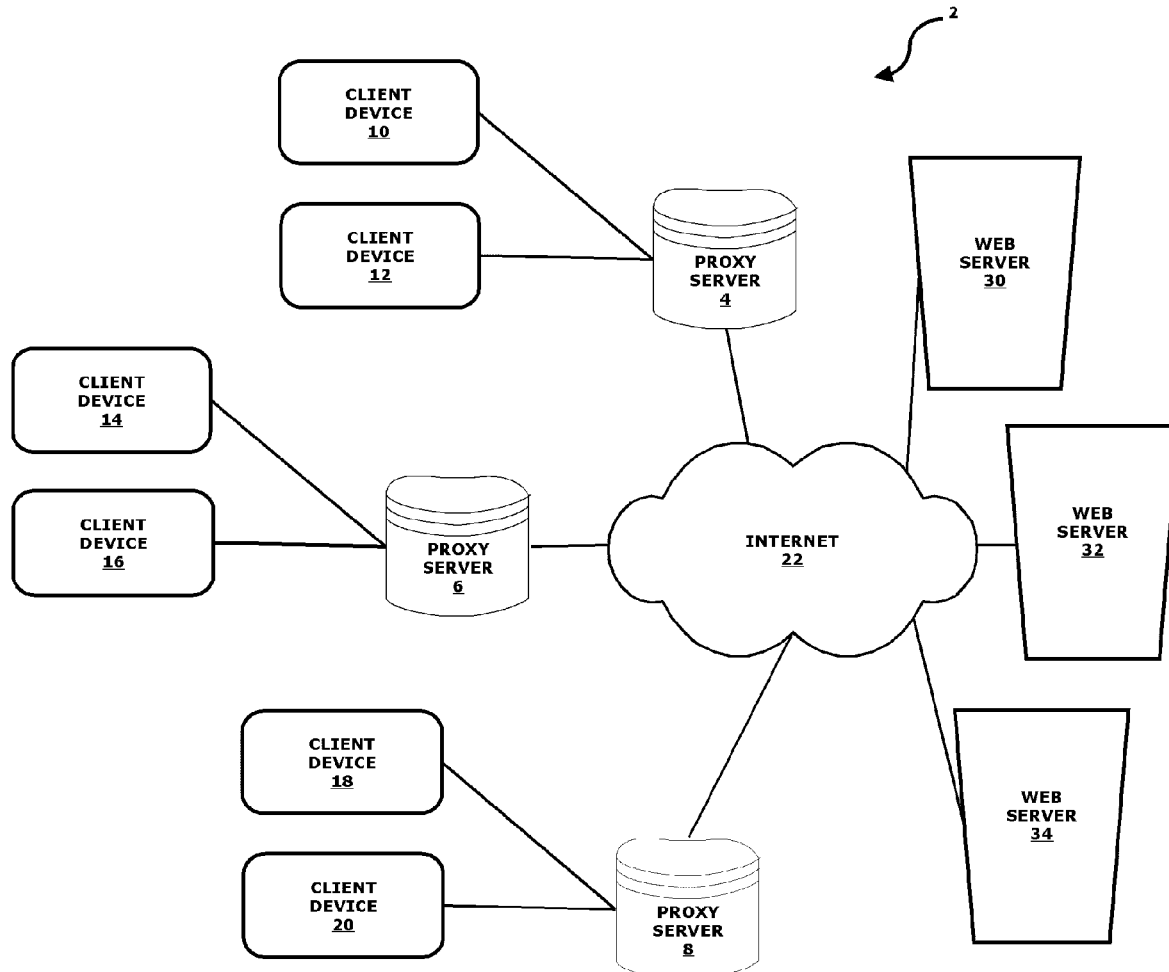 2
CLIENT
DEVICE
10
CLIENT
DEVICE
12
PROXY
SERVER
4
WEB
SERVER
30
CLIENT
DEVICE
14
CLIENT
DEVICE
16
PROXY
SERVER
6
INTERNET
22
WEB
SERVER
32
CLIENT
DEVICE
18
CLIENT
DEVICE
20
PROXY
SERVER
8
WEB
SERVER
34